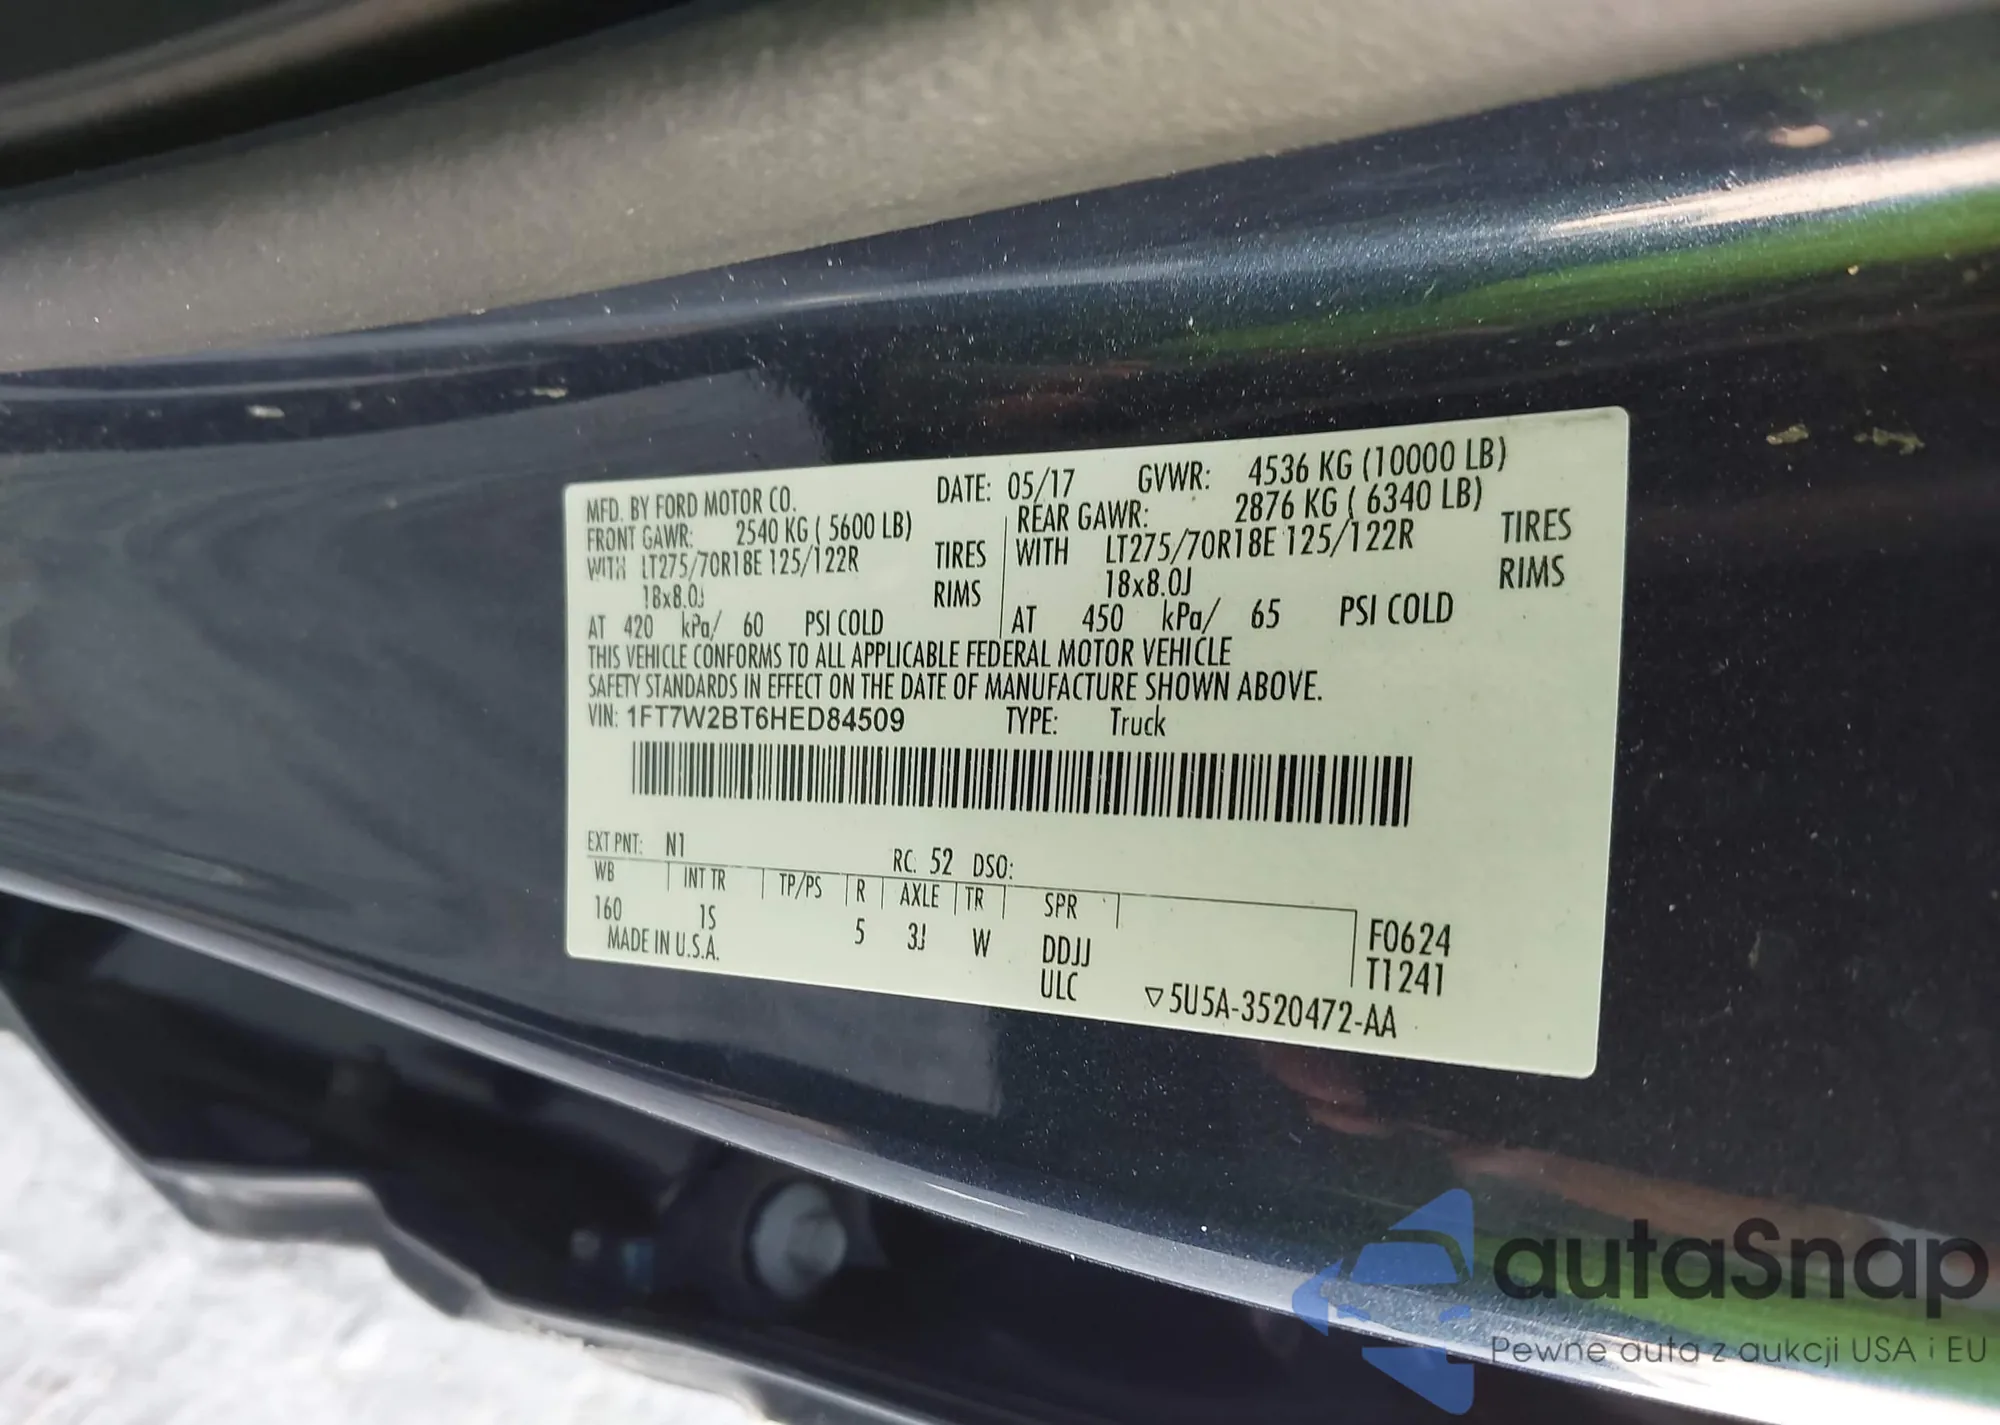 MFD. BY FORD MOTOR CO. DATE: 05/17 GVWR: 4536 KG (10000 LB)
FRONT GAWR: 2540 KG ( 5600 LB) REAR GAWR: 2876 KG ( 6340 LB)
WITH LT275/70R18E 125/122R TIRES WITH LT275/70R18E 125/122R TIRES
18x8.0J RIMS 18x8.0J RIMS
AT 420 kPa/ 60 PSI COLD AT 450 kPa/ 65 PSI COLD
THIS VEHICLE CONFORMS TO ALL APPLICABLE FEDERAL MOTOR VEHICLE
SAFETY STANDARDS IN EFFECT ON THE DATE OF MANUFACTURE SHOWN ABOVE.
VIN: 1FT7W2BT6HED84509 TYPE: Truck
EXT PNT: N1 RC: 52 DSO:
WB INT TR TP/PS R AXLE TR SPR
160 1S 5 3J W DDJJ F0624
MADE IN U.S.A. ULC T1241
▽5U5A-3520472-AA
autaSnap
Pewne auta z aukcji USA i EU